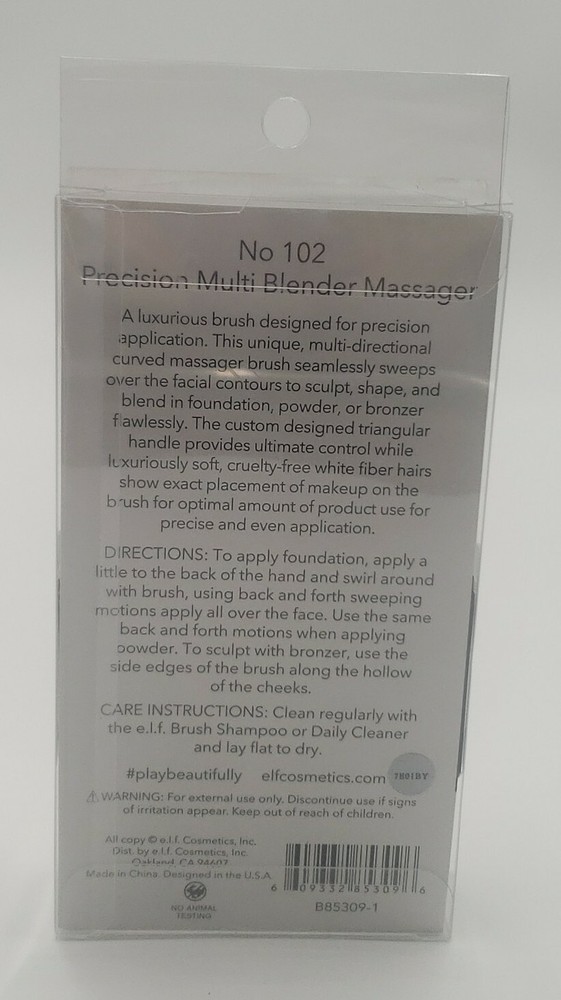 No 102
Precision Multi Blender Massager
A luxurious brush designed for precision
application. This unique, multi-directional
curved massager brush seamlessly sweeps
over the facial contours to sculpt, shape, and
blend in foundation, powder, or bronzer
flawlessly. The custom designed triangular
handle provides ultimate control while
luxuriously soft, cruelty-free white fiber hairs
show exact placement of makeup on the
brush for optimal amount of product use for
precise and even application.
DIRECTIONS: To apply foundation, apply a
little to the back of the hand and swirl around
with brush, using back and forth sweeping
motions apply all over the face. Use the same
back and forth motions when applying
powder. To sculpt with bronzer, use the
side edges of the brush along the hollow
of the cheeks.
CARE INSTRUCTIONS: Clean regularly with
the e.l.f. Brush Shampoo or Daily Cleaner
and lay flat to dry.
#playbeautifully elfcosmetics.com
WARNING: For external use only. Discontinue use if signs
of irritation appear. Keep out of reach of children.
All copy © e.l.f. Cosmetics, Inc.
Dist. by e.l.f. Cosmetics, Inc.
Oakland, CA 94607
Made in China. Designed in the U.S.A.
6 09332 85309 6
NO ANIMAL
TESTING
B85309-1